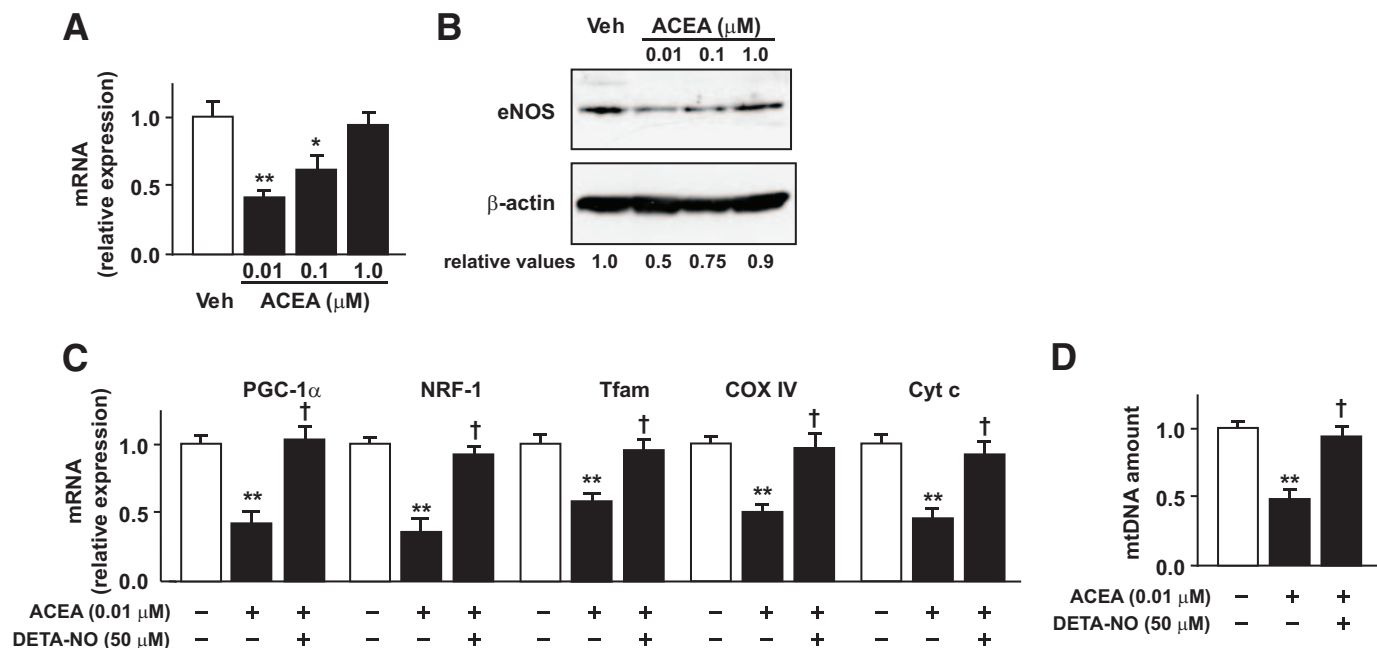 A
mRNA
(relative expression)
1.0
0.5
0.0
**
*
0.01 0.1 1.0
Veh ACEA (μM)
B
Veh ACEA (μM)
0.01 0.1 1.0
eNOS
β-actin
relative values 1.0 0.5 0.75 0.9
C
mRNA
(relative expression)
PGC-1α NRF-1 Tfam COX IV Cyt c
1.0
0.5
0.0
** † ** † ** † ** † ** †
ACEA (0.01 μM) − + + − + + − + + − + + − + +
DETA-NO (50 μM) − − + − − + − − + − − + − − +
D
mtDNA amount
1.0
0.5
0.0
** †
ACEA (0.01 μM) − + +
DETA-NO (50 μM) − − +